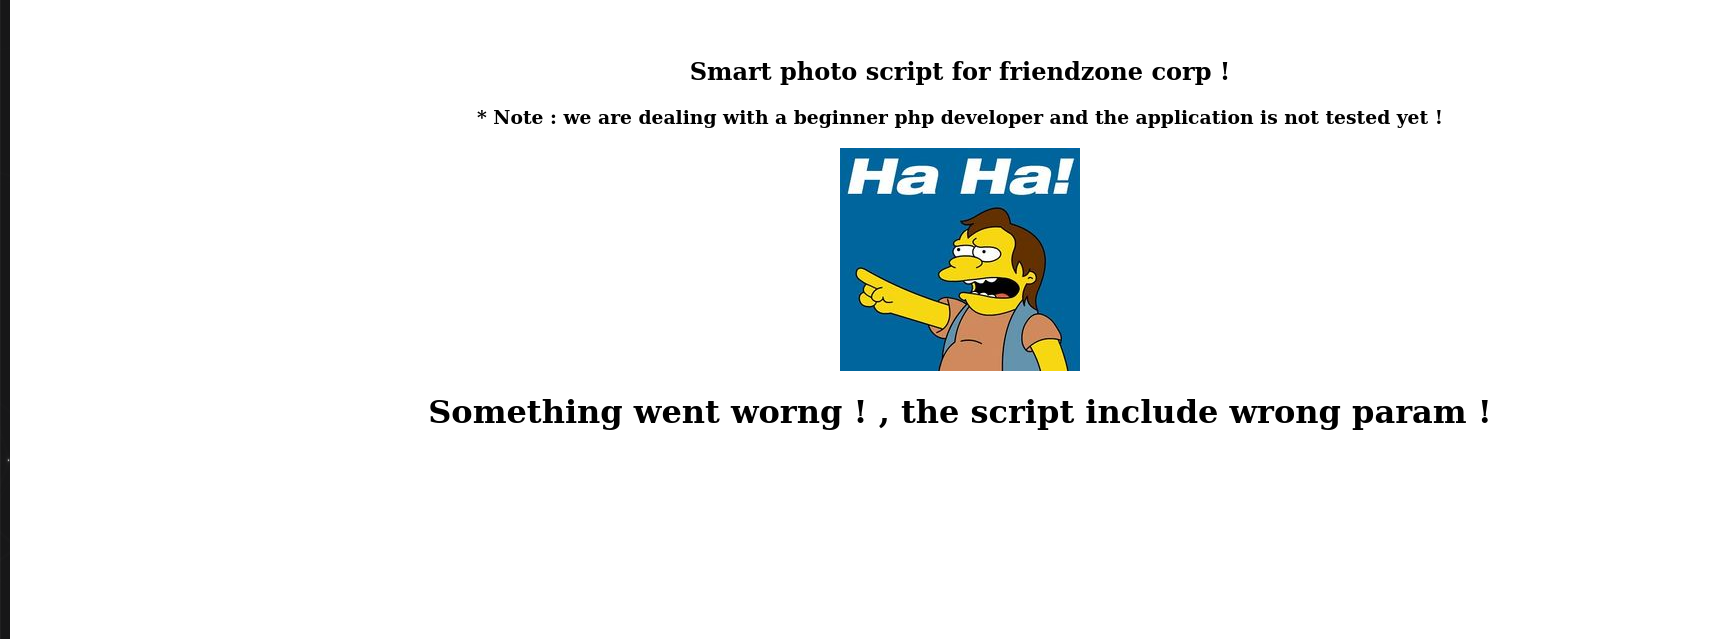 Smart photo script for friendzone corp !
* Note : we are dealing with a beginner php developer and the application is not tested yet !
Ha Ha!
Something went worng ! , the script include wrong param !